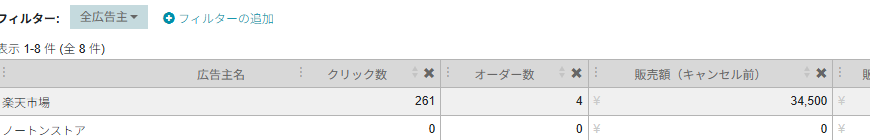 フィルター: 全広告主 フィルターの追加
表示 1-8 件 (全 8 件)
広告主名 クリック数 オーダー数 販売額（キャンセル前）
楽天市場 261 4 ¥ 34,500 ¥
ノートンストア 0 0 ¥ 0 ¥